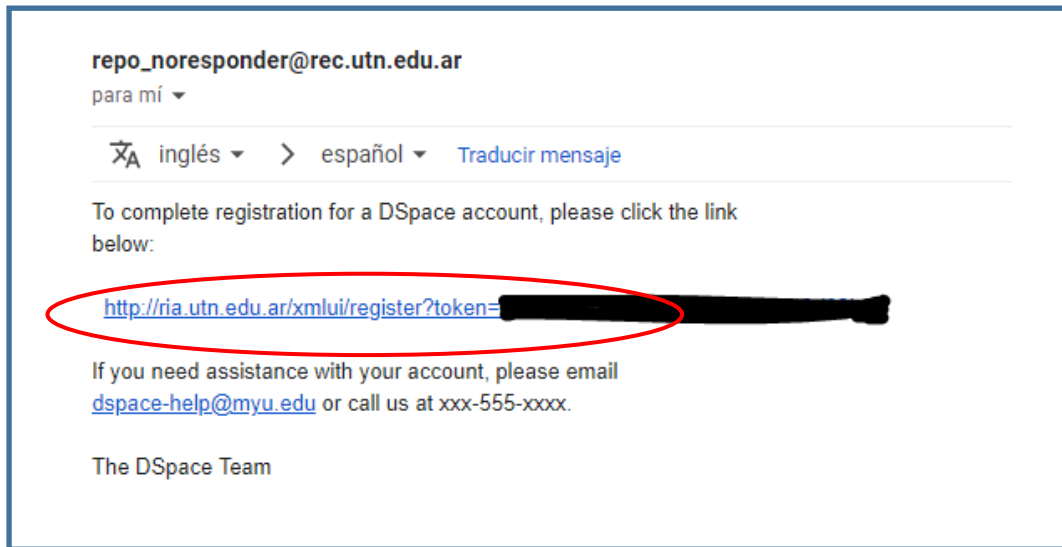 repo_noresponder@rec.utn.edu.ar
para mí
inglés > español Traducir mensaje
To complete registration for a DSpace account, please click the link
below:
http://ria.utn.edu.ar/xmlui/register?token=
If you need assistance with your account, please email
dspace-help@myu.edu or call us at xxx-555-xxxx.
The DSpace Team